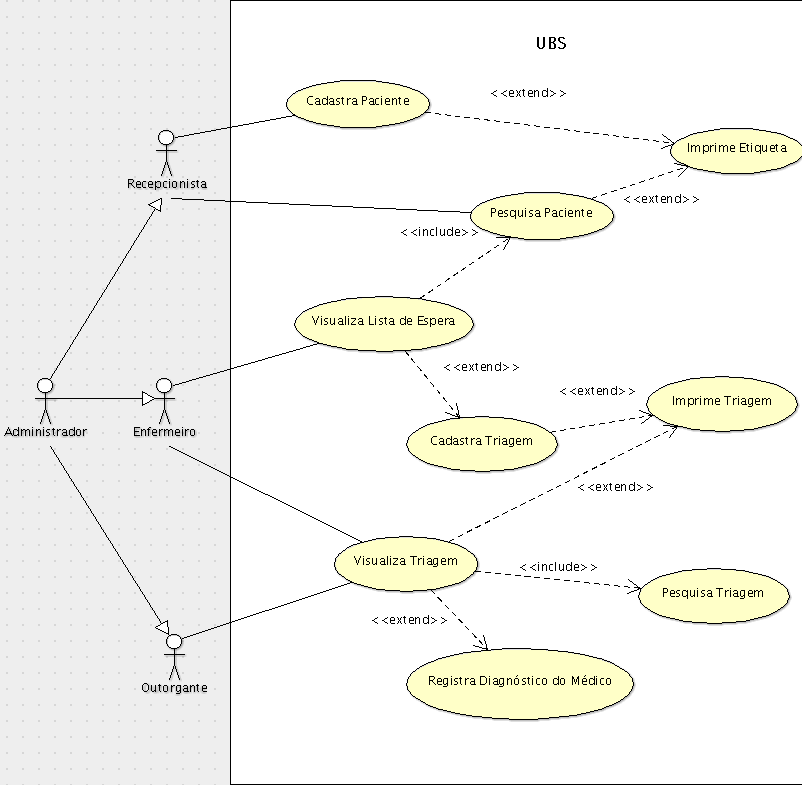 UBS
Cadastra Paciente
<<extend>>
Imprime Etiqueta
Recepcionista
Pesquisa Paciente
<<extend>>
<<include>>
Visualiza Lista de Espera
<<extend>>
Imprime Triagem
<<extend>>
Administrador
Enfermeiro
Cadastra Triagem
<<extend>>
Visualiza Triagem
<<include>>
Pesquisa Triagem
<<extend>>
Registra Diagnóstico do Médico
Outorgante